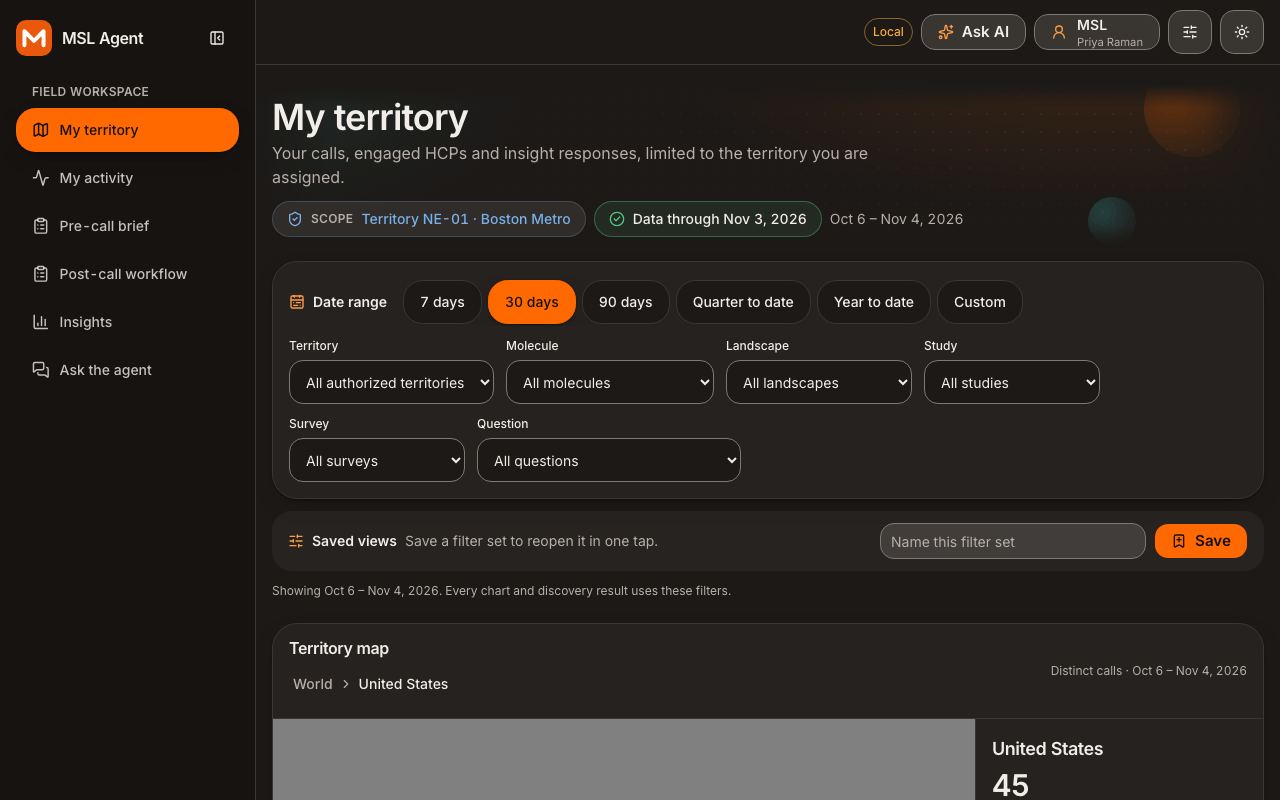 MSL Agent
FIELD WORKSPACE
My territory
My activity
Pre-call brief
Post-call workflow
Insights
Ask the agent
Local
Ask AI
MSL
Priya Raman
My territory
Your calls, engaged HCPs and insight responses, limited to the territory you are
assigned.
SCOPE Territory NE-01 · Boston Metro
Data through Nov 3, 2026
Oct 6 – Nov 4, 2026
Date range
7 days
30 days
90 days
Quarter to date
Year to date
Custom
Territory
Molecule
Landscape
Study
All authorized territories
All molecules
All landscapes
All studies
Survey
Question
All surveys
All questions
Saved views Save a filter set to reopen it in one tap.
Name this filter set
Save
Showing Oct 6 – Nov 4, 2026. Every chart and discovery result uses these filters.
Territory map
World > United States
Distinct calls · Oct 6 – Nov 4, 2026
United States
45